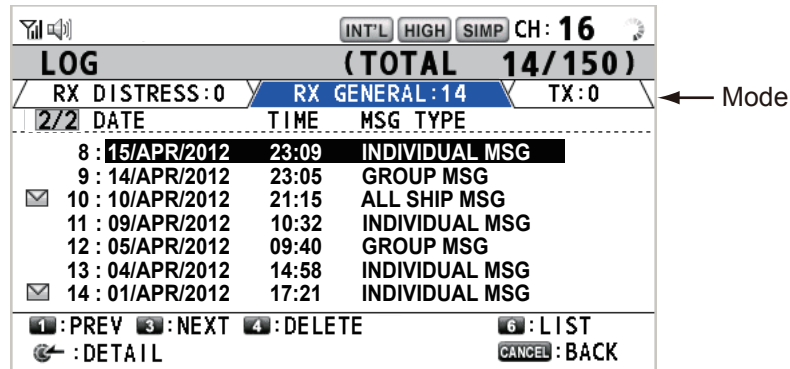 INT'L HIGH SIMP CH: 16
LOG (TOTAL 14/150)
RX DISTRESS:0 RX GENERAL:14 TX:0
Mode
2/2 DATE TIME MSG TYPE
8 : 15/APR/2012 23:09 INDIVIDUAL MSG
9 : 14/APR/2012 23:05 GROUP MSG
10 : 10/APR/2012 21:15 ALL SHIP MSG
11 : 09/APR/2012 10:32 INDIVIDUAL MSG
12 : 05/APR/2012 09:40 GROUP MSG
13 : 04/APR/2012 14:58 INDIVIDUAL MSG
14 : 01/APR/2012 17:21 INDIVIDUAL MSG
1 :PREV 3 :NEXT 4 :DELETE 6 :LIST
:DETAIL CANCEL :BACK